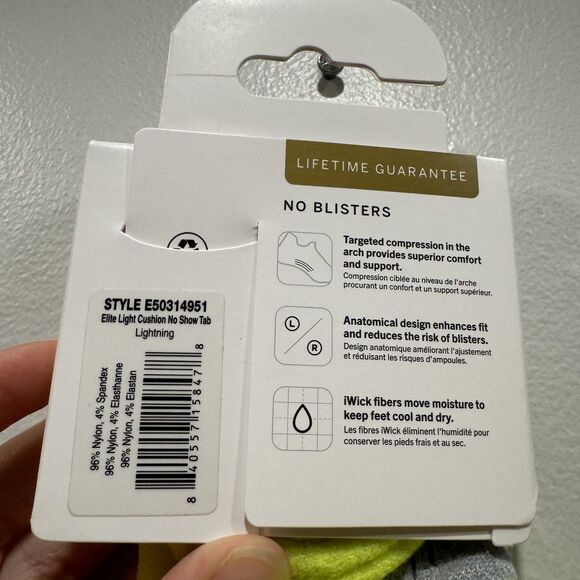 LIFETIME GUARANTEE
NO BLISTERS
Targeted compression in the
arch provides superior comfort
and support.
Compression ciblée au niveau de l'arche
procurant un confort et un support supérieur.
L
R
Anatomical design enhances fit
and reduces the risk of blisters.
Design anatomique améliorant l'ajustement
et réduisant les risques d'ampoules.
iWick fibers move moisture to
keep feet cool and dry.
Les fibres iWick éliminent l'humidité pour
conserver les pieds frais et au sec.
STYLE E50314951
Elite Light Cushion No Show Tab
Lightning
96% Nylon, 4% Spandex
96% Nylon, 4% Elasthanne
96% Nylon, 4% Elastan
8 40557 15847 8